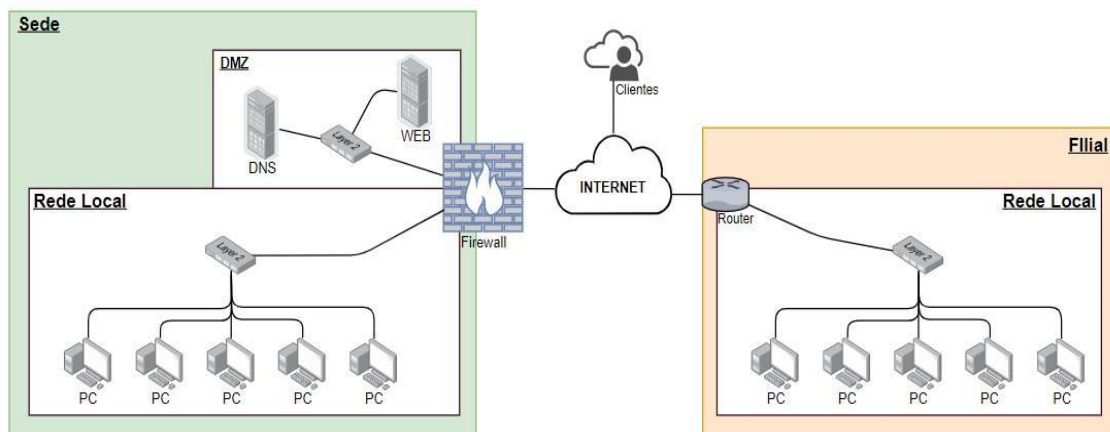 Sede
DMZ
DNS
Layer 2
WEB
Rede Local
Layer 2
PC
PC
PC
PC
PC
Firewall
Clientes
INTERNET
FIlial
Router
Rede Local
Layer 2
PC
PC
PC
PC
PC